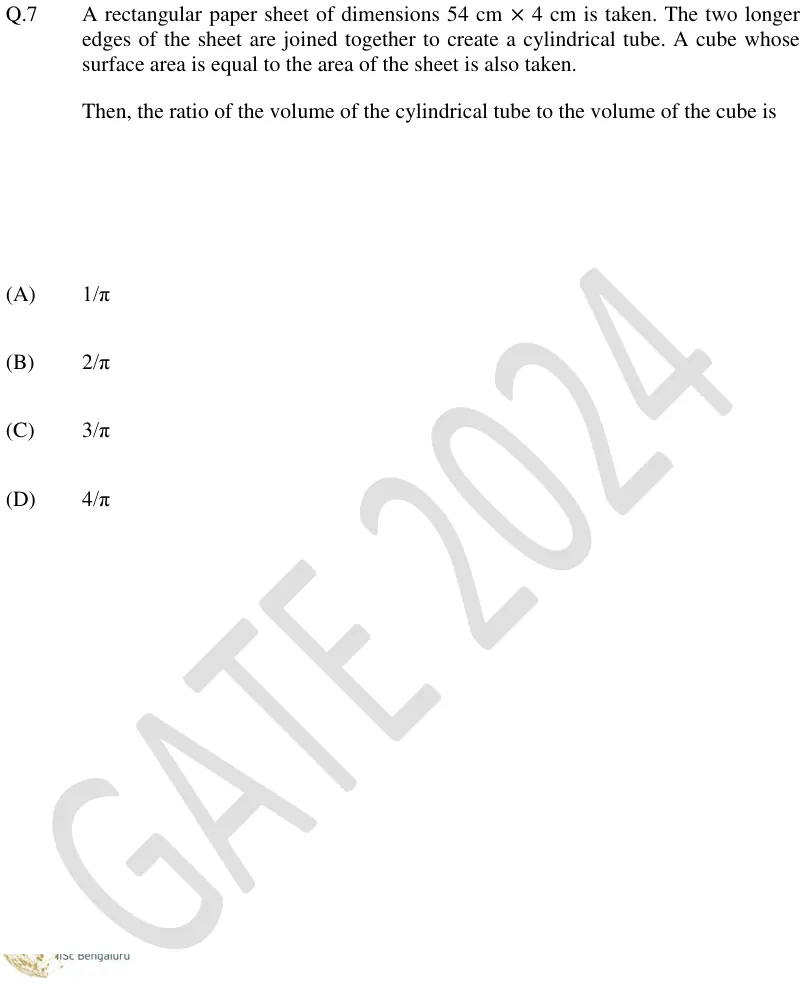 Q.7 A rectangular paper sheet of dimensions 54 cm × 4 cm is taken. The two longer
edges of the sheet are joined together to create a cylindrical tube. A cube whose
surface area is equal to the area of the sheet is also taken.
Then, the ratio of the volume of the cylindrical tube to the volume of the cube is
(A) 1/π
(B) 2/π
(C) 3/π
(D) 4/π
GATE 2024
IISc Bengaluru